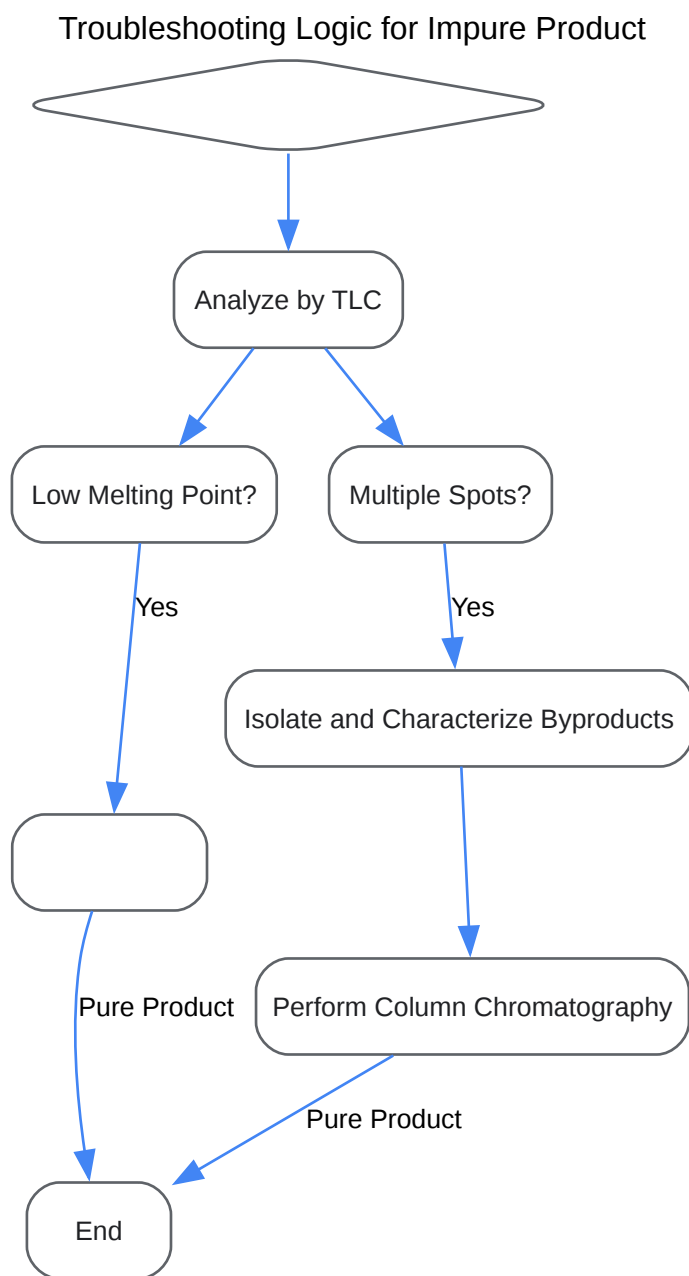 Troubleshooting Logic for Impure Product
Analyze by TLC
Low Melting Point?
Multiple Spots?
Yes
Yes
Isolate and Characterize Byproducts
Pure Product
Perform Column Chromatography
Pure Product
End